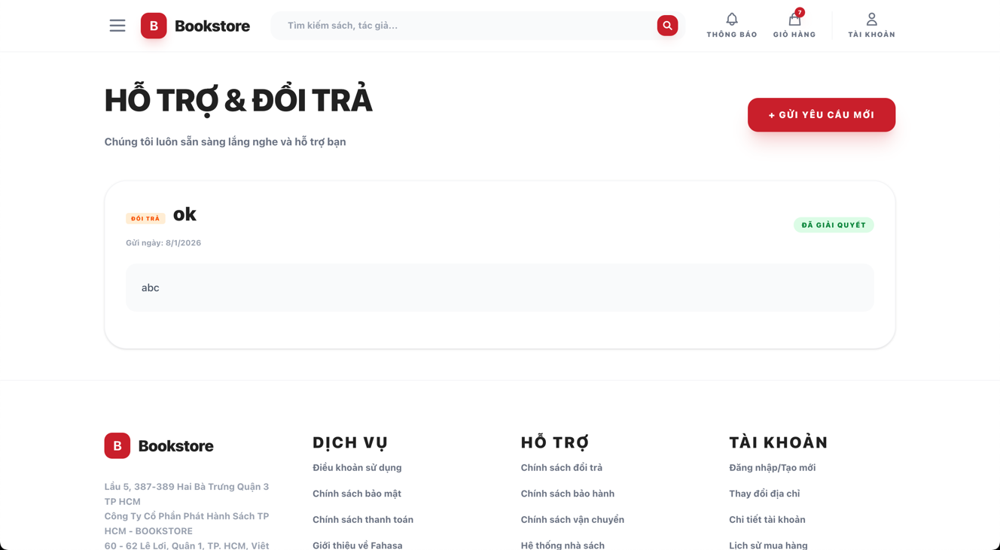 B
Bookstore
Tìm kiếm sách, tác giả...
THÔNG BÁO
7
GIỎ HÀNG
TÀI KHOẢN
HỖ TRỢ & ĐỔI TRẢ
Chúng tôi luôn sẵn sàng lắng nghe và hỗ trợ bạn
+ GỬI YÊU CẦU MỚI
ĐỔI TRẢ ok
ĐÃ GIẢI QUYẾT
Gửi ngày: 8/1/2026
abc
B
Bookstore
Lầu 5, 387-389 Hai Bà Trưng Quận 3
TP HCM
Công Ty Cổ Phần Phát Hành Sách TP
HCM - BOOKSTORE
60 - 62 Lê Lợi, Quận 1, TP. HCM, Việt
DỊCH VỤ
Điều khoản sử dụng
Chính sách bảo mật
Chính sách thanh toán
Giới thiệu về Fahasa
HỖ TRỢ
Chính sách đổi trả
Chính sách bảo hành
Chính sách vận chuyển
Hệ thống nhà sách
TÀI KHOẢN
Đăng nhập/Tạo mới
Thay đổi địa chỉ
Chi tiết tài khoản
Lịch sử mua hàng